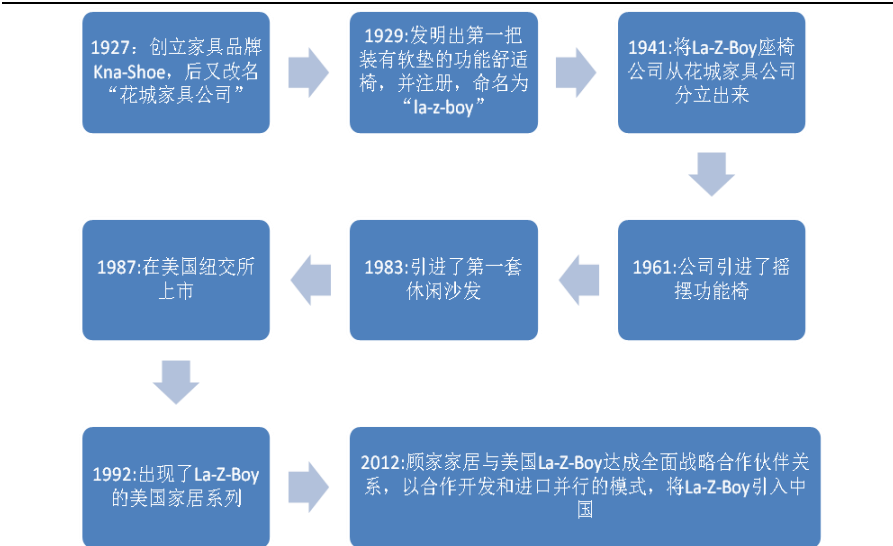 1927：创立家具品牌
Kna-Shoe，后又改名
“花城家具公司”
1929:发明出第一把
装有软垫的功能舒适
椅，并注册，命名为
“la-z-boy”
1941:将La-Z-Boy座椅
公司从花城家具公司
分立出来
1961:公司引进了摇
摆功能椅
1983:引进了第一套
休闲沙发
1987:在美国纽交所
上市
1992:出现了La-Z-Boy
的美国家居系列
2012:顾家家居与美国La-Z-Boy达成全面战略合作伙伴关
系，以合作开发和进口并行的模式，将La-Z-Boy引入中
国